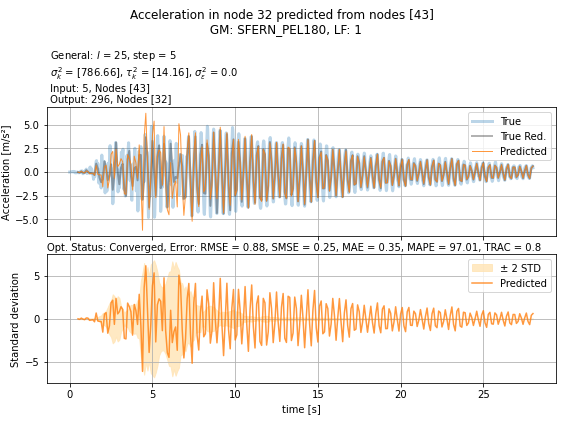 Acceleration in node 32 predicted from nodes [43]
GM: SFERN_PEL180, LF: 1
General: l = 25, step = 5
σ²ₖ = [786.66], τ²ₖ = [14.16], σ²ε = 0.0
Input: 5, Nodes [43]
Output: 296, Nodes [32]
Acceleration [m/s²]
5.0
2.5
0.0
−2.5
−5.0
True
True Red.
Predicted
Opt. Status: Converged, Error: RMSE = 0.88, SMSE = 0.25, MAE = 0.35, MAPE = 97.01, TRAC = 0.8
Standard deviation
5
0
−5
± 2 STD
Predicted
0 5 10 15 20 25
time [s]